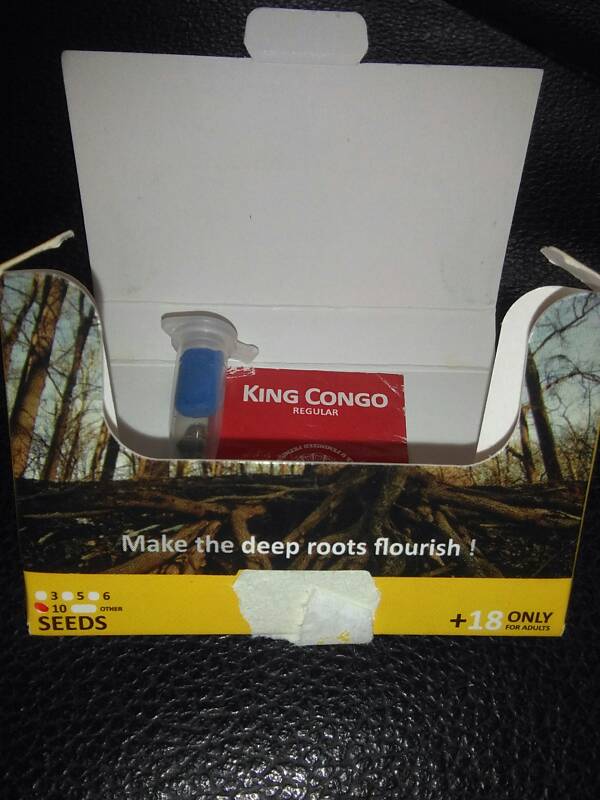 KING CONGO
REGULAR
Make the deep roots flourish !
3 5 6
10 OTHER
SEEDS
+18 ONLY
FOR ADULTS